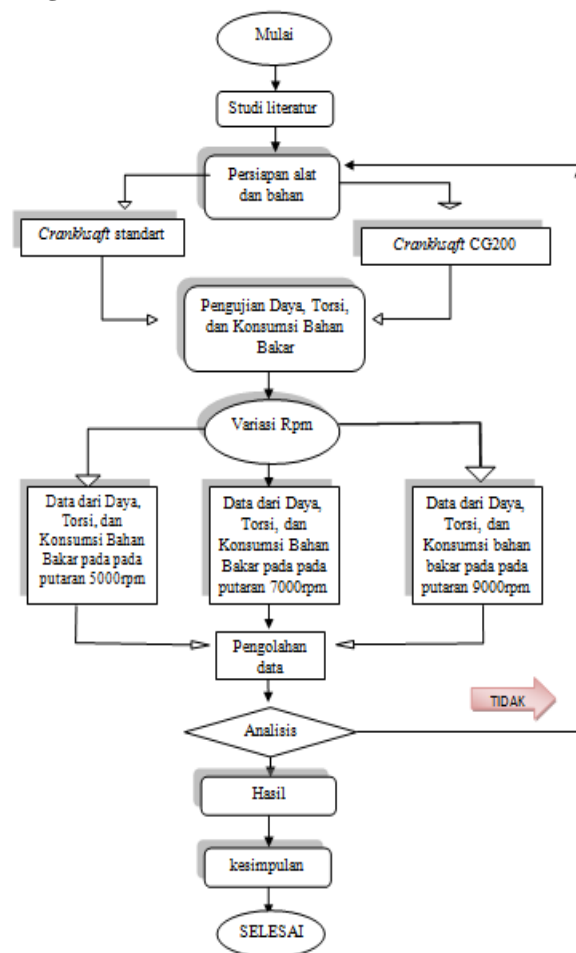 Mulai
Studi literatur
Persiapan alat
dan bahan
Crankhsaft standart
Crankhsaft CG200
Pengujian Daya, Torsi,
dan Konsumsi Bahan
Bakar
Variasi Rpm
Data dari Daya,
Torsi, dan
Konsumsi Bahan
Bakar pada pada
putaran 5000rpm
Data dari Daya,
Torsi, dan
Konsumsi Bahan
Bakar pada pada
putaran 7000rpm
Data dari Daya,
Torsi, dan
Konsumsi bahan
bakar pada pada
putaran 9000rpm
Pengolahan
data
TIDAK
Analisis
Hasil
kesimpulan
SELESAI